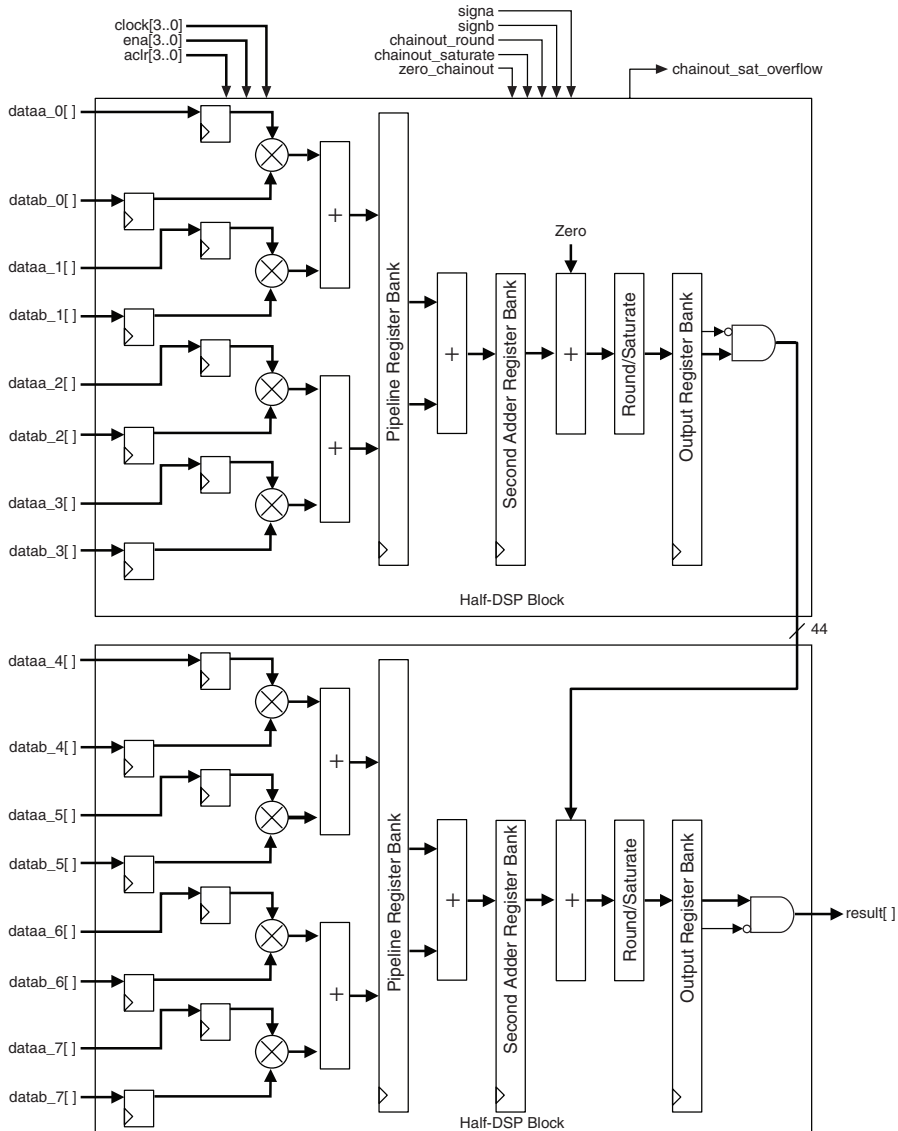 signa
signb
chainout_round
chainout_saturate
zero_chainout
clock[3..0]
ena[3..0]
aclr[3..0]
chainout_sat_overflow
dataa_0[ ]
datab_0[ ]
dataa_1[ ]
datab_1[ ]
dataa_2[ ]
datab_2[ ]
dataa_3[ ]
datab_3[ ]
+
+
Pipeline Register Bank
+
Second Adder Register Bank
Zero
+
Round/Saturate
Output Register Bank
Half-DSP Block
44
dataa_4[ ]
datab_4[ ]
dataa_5[ ]
datab_5[ ]
dataa_6[ ]
datab_6[ ]
dataa_7[ ]
datab_7[ ]
+
+
Pipeline Register Bank
+
Second Adder Register Bank
+
Round/Saturate
Output Register Bank
result[ ]
Half-DSP Block